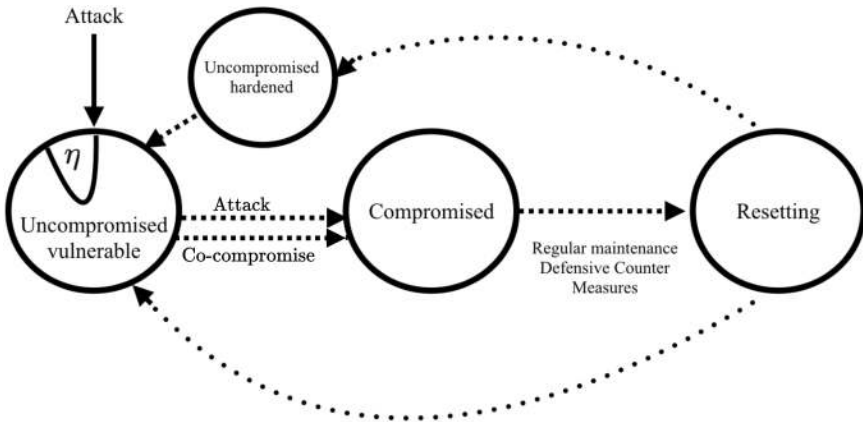 Attack
Uncompromised
hardened
η
Uncompromised
vulnerable
Attack
Co-compromise
Compromised
Regular maintenance
Defensive Counter
Measures
Resetting